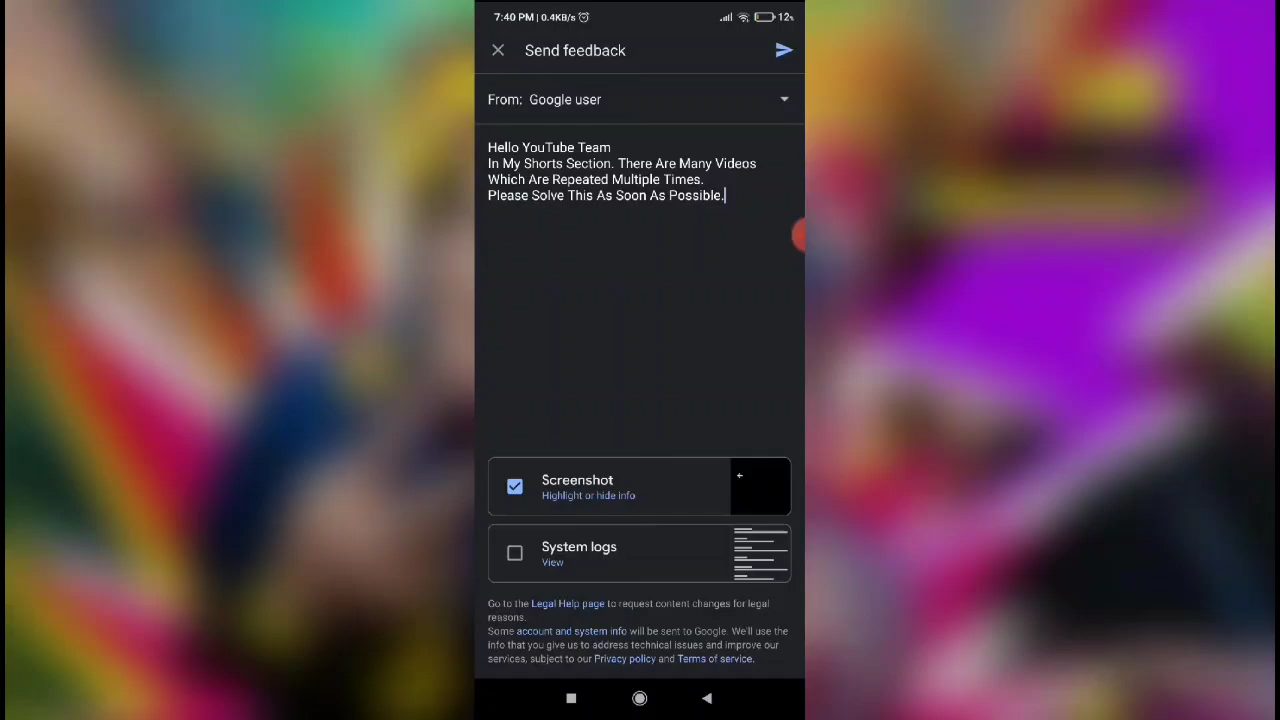 7:40 PM | 0.4KB/s 12%
Send feedback
From: Google user
Hello YouTube Team
In My Shorts Section. There Are Many Videos
Which Are Repeated Multiple Times.
Please Solve This As Soon As Possible.
Screenshot
Highlight or hide info
System logs
View
Go to the Legal Help page to request content changes for legal
reasons.
Some account and system info will be sent to Google. We'll use the
info that you give us to address technical issues and improve our
services, subject to our Privacy policy and Terms of service.